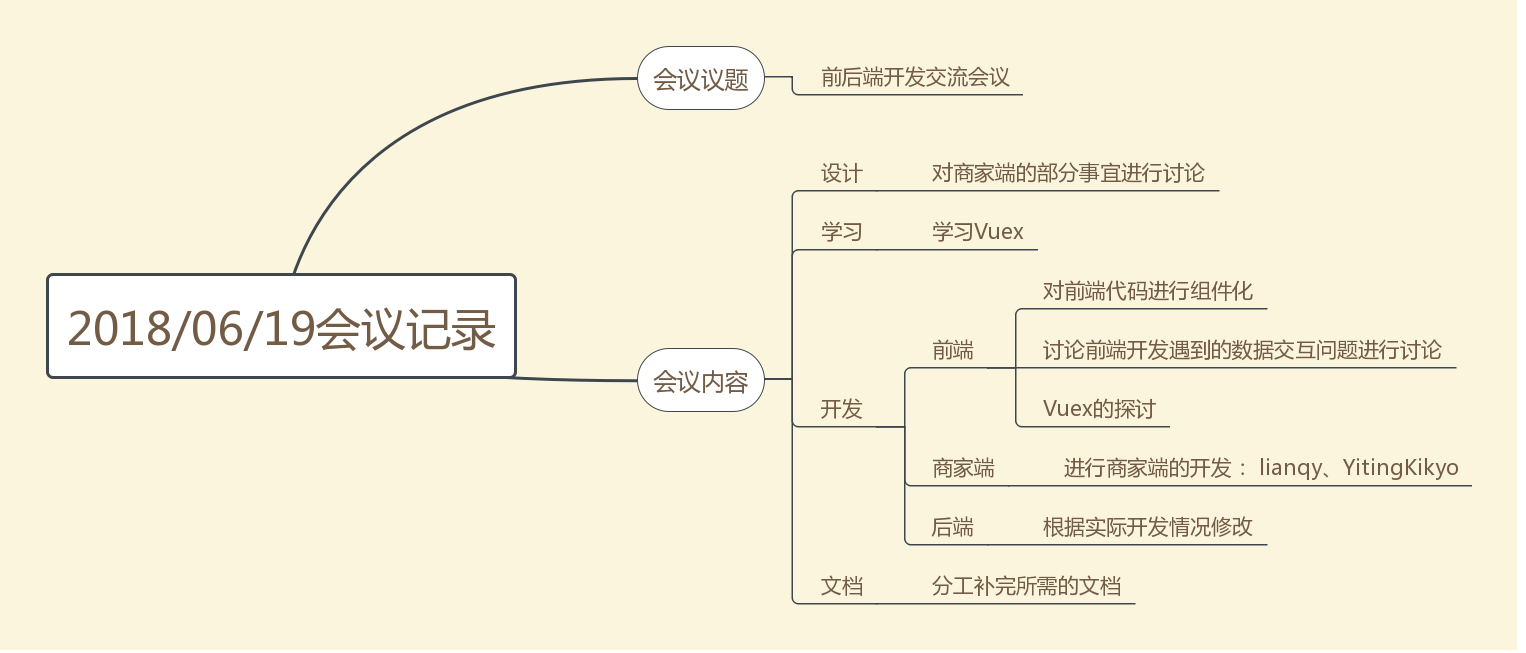 会议议题
前后端开发交流会议
设计
对商家端的部分事宜进行讨论
学习
学习Vuex
2018/06/19会议记录
会议内容
开发
前端
对前端代码进行组件化
讨论前端开发遇到的数据交互问题进行讨论
Vuex的探讨
商家端
进行商家端的开发： lianqy、YitingKikyo
后端
根据实际开发情况修改
文档
分工补完所需的文档